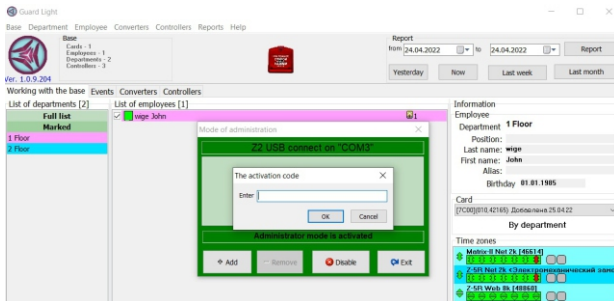 Guard Light
Base Department Employee Converters Controllers Reports Help
Base
Cards - 1
Employees - 1
Departments - 2
Controllers - 3
Ver. 1.0.9.204
Report
from 24.04.2022 to 24.04.2022 Report
Yesterday Now Last week Last month
Working with the base Events Converters Controllers
List of departments [2]
Full list
Marked
1 Floor
2 Floor
List of employees [1]
wige John 1
Mode of administration
Z2 USB connect on "COM3"
The activation code
Enter
OK Cancel
Administrator mode is activated
Add Remove Disable Exit
Information
Employee
Department 1 Floor
Position:
Last name: wige
First name: John
Alias:
Birthday 01.01.1985
Card
[7C00](010,42165) Добавлена 25.04.22
By department
Time zones
Matrix-II Net 2k [46614]
Z-5R Net 2k <Электромеханический замо
Z-5R Web 8k [40860]